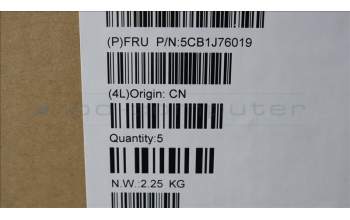 (P)FRU P/N:5CB1J76019
(4L)Origin: CN
Quantity:5
N.W.:2.25 KG